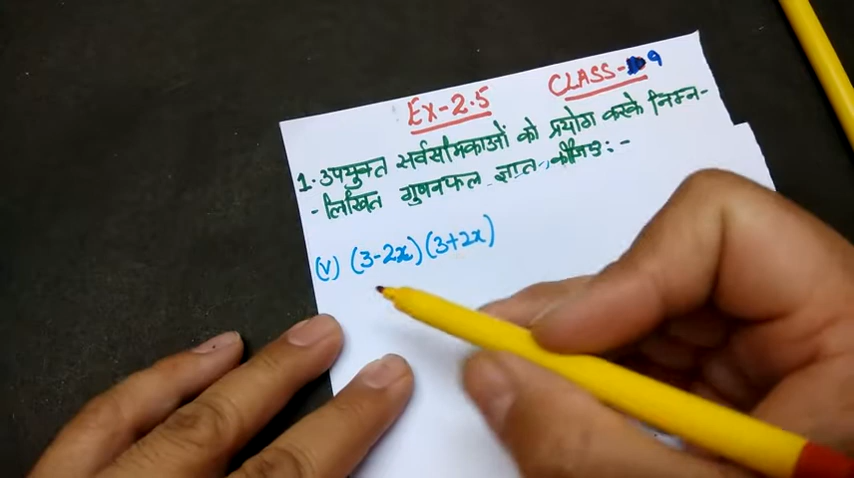 Ex-2.5 CLASS-9
1. उपयुक्त सर्वसमिकाओं को प्रयोग करके निम्न-
-लिखित गुणनफल ज्ञात कीजिए:-
(v) (3-2x)(3+2x)